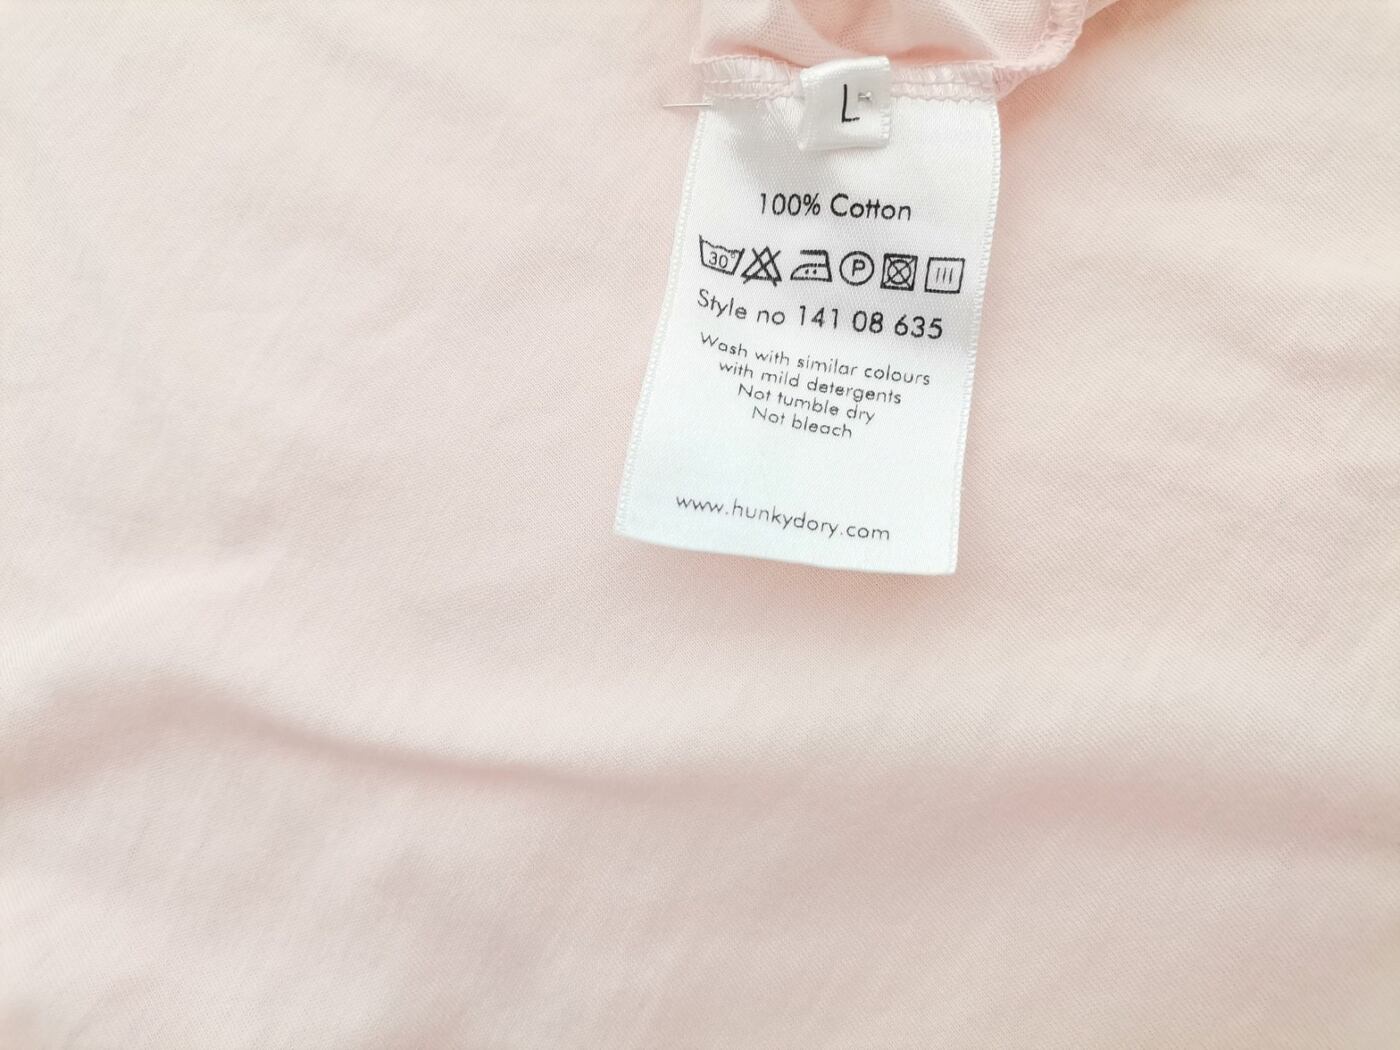 L
100% Cotton
30° P
Style no 141 08 635
Wash with similar colours
with mild detergents
Not tumble dry
Not bleach
www.hunkydory.com